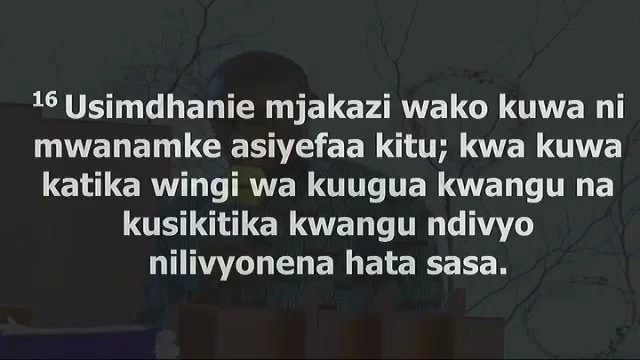 16 Usimdhanie mjakazi wako kuwa ni
mwanamke asiyefaa kitu; kwa kuwa
katika wingi wa kuugua kwangu na
kusikitika kwangu ndivyo
nilivyonena hata sasa.